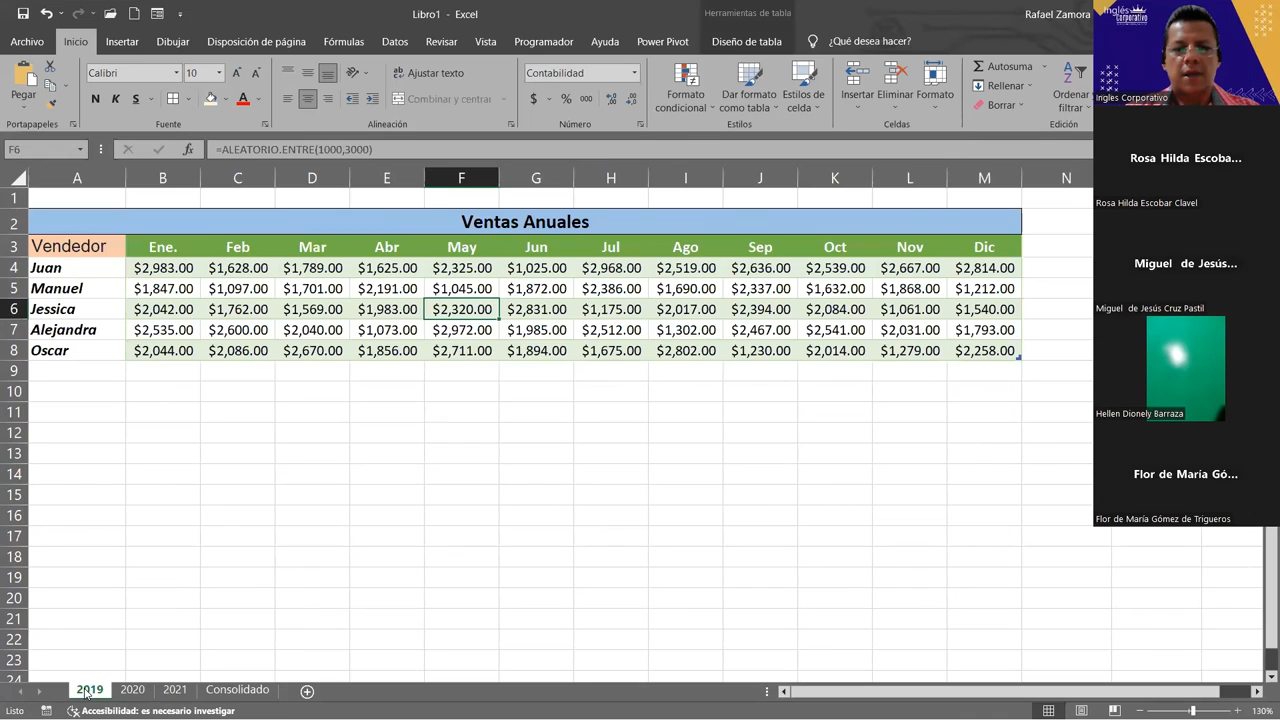 Libro1 - Excel
Herramientas de tabla
Rafael Zamora
Archivo Inicio Insertar Dibujar Disposición de página Fórmulas Datos Revisar Vista Programador Ayuda Power Pivot Diseño de tabla ¿Qué desea hacer?
Pegar
Calibri 10
N K S
Ajustar texto
Combinar y centrar
Contabilidad
$ % 000
Formato condicional
Dar formato como tabla
Estilos de celda
Insertar Eliminar Formato
Autosuma
Rellenar
Borrar
Ordenar
filtrar
Portapapeles Fuente Alineación Número Estilos Celdas Edición
F6 fx =ALEATORIO.ENTRE(1000,3000)
A B C D E F G H I J K L M N
1
2 Ventas Anuales
3 Vendedor Ene. Feb Mar Abr May Jun Jul Ago Sep Oct Nov Dic
4 Juan $2,983.00 $1,628.00 $1,789.00 $1,625.00 $2,325.00 $1,025.00 $2,968.00 $2,519.00 $2,636.00 $2,539.00 $2,667.00 $2,814.00
5 Manuel $1,847.00 $1,097.00 $1,701.00 $2,191.00 $1,045.00 $1,872.00 $2,386.00 $1,690.00 $2,337.00 $1,632.00 $1,868.00 $1,212.00
6 Jessica $2,042.00 $1,762.00 $1,569.00 $1,983.00 $2,320.00 $2,831.00 $1,175.00 $2,017.00 $2,394.00 $2,084.00 $1,061.00 $1,540.00
7 Alejandra $2,535.00 $2,600.00 $2,040.00 $1,073.00 $2,972.00 $1,985.00 $2,512.00 $1,302.00 $2,467.00 $2,541.00 $2,031.00 $1,793.00
8 Oscar $2,044.00 $2,086.00 $2,670.00 $1,856.00 $2,711.00 $1,894.00 $1,675.00 $2,802.00 $1,230.00 $2,014.00 $1,279.00 $2,258.00
9
10
11
12
13
14
15
16
17
18
19
20
21
22
23
24
2019 2020 2021 Consolidado
Listo Accesibilidad: es necesario investigar
130%
Inglés
Corporativo
Ingles Corporativo
Rosa Hilda Escoba...
Rosa Hilda Escobar Clavel
Miguel de Jesús...
Miguel de Jesús Cruz Pastil
Hellen Dionely Barraza
Flor de María Gó...
Flor de María Gómez de Trigueros